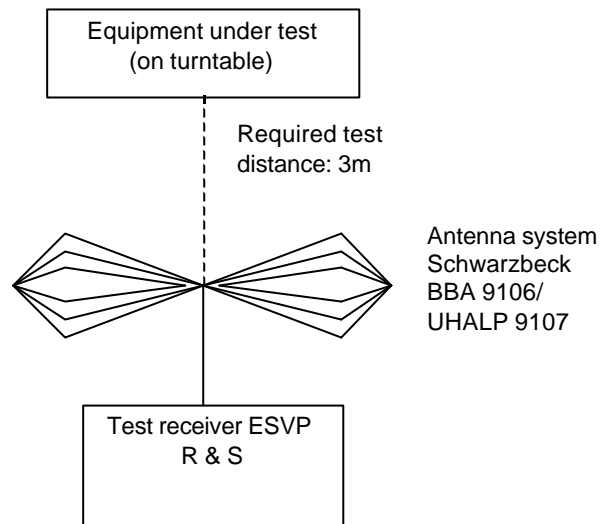 Equipment under test
(on turntable)
Required test
distance: 3m
Antenna system
Schwarzbeck
BBA 9106/
UHALP 9107
Test receiver ESVP
R & S